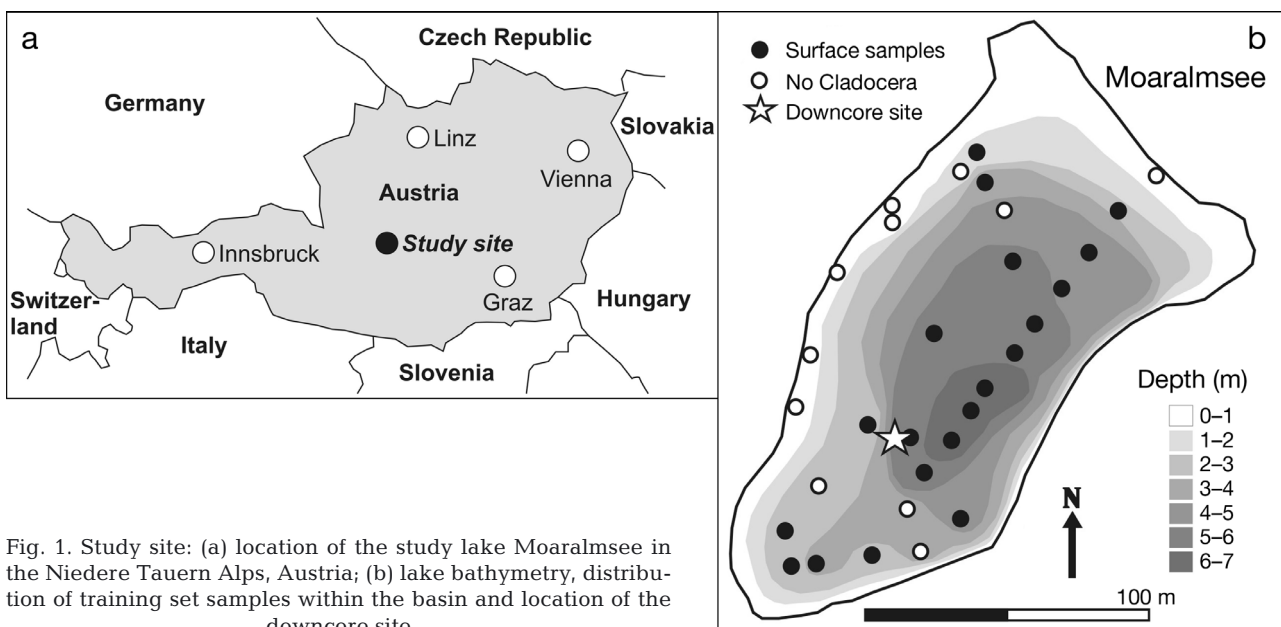 a
Czech Republic
Germany
Slovakia
Linz
Vienna
Austria
Study site
Innsbruck
Graz
Switzer-
land
Hungary
Italy
Slovenia
b
Surface samples
No Cladocera
Downcore site
Moaralmsee
Depth (m)
0–1
1–2
2–3
3–4
4–5
5–6
6–7
N
100 m
Fig. 1. Study site: (a) location of the study lake Moaralmsee in
the Niedere Tauern Alps, Austria; (b) lake bathymetry, distribu-
tion of training set samples within the basin and location of the
downcore site